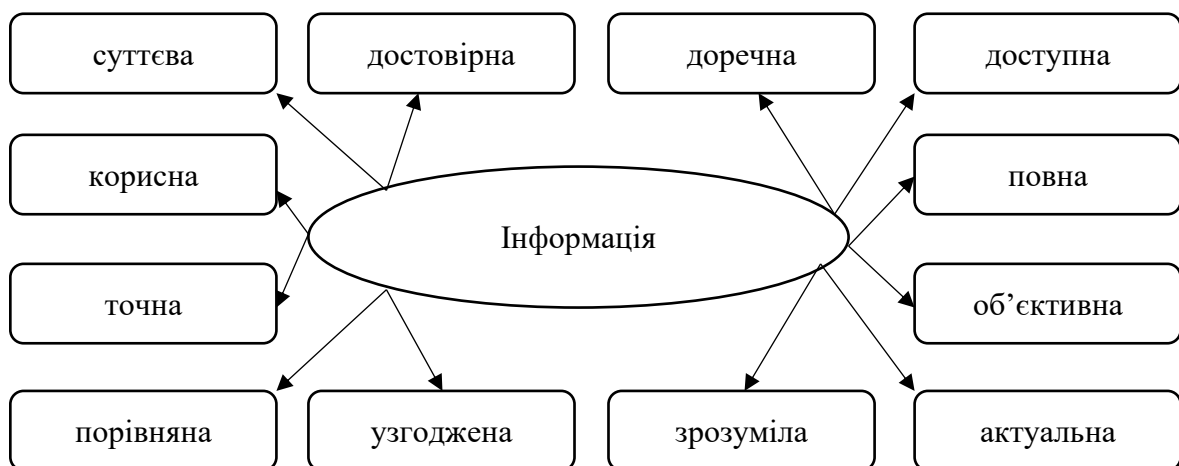 суттєва
достовірна
доречна
доступна
корисна
повна
Інформація
точна
об’єктивна
порівняна
узгоджена
зрозуміла
актуальна